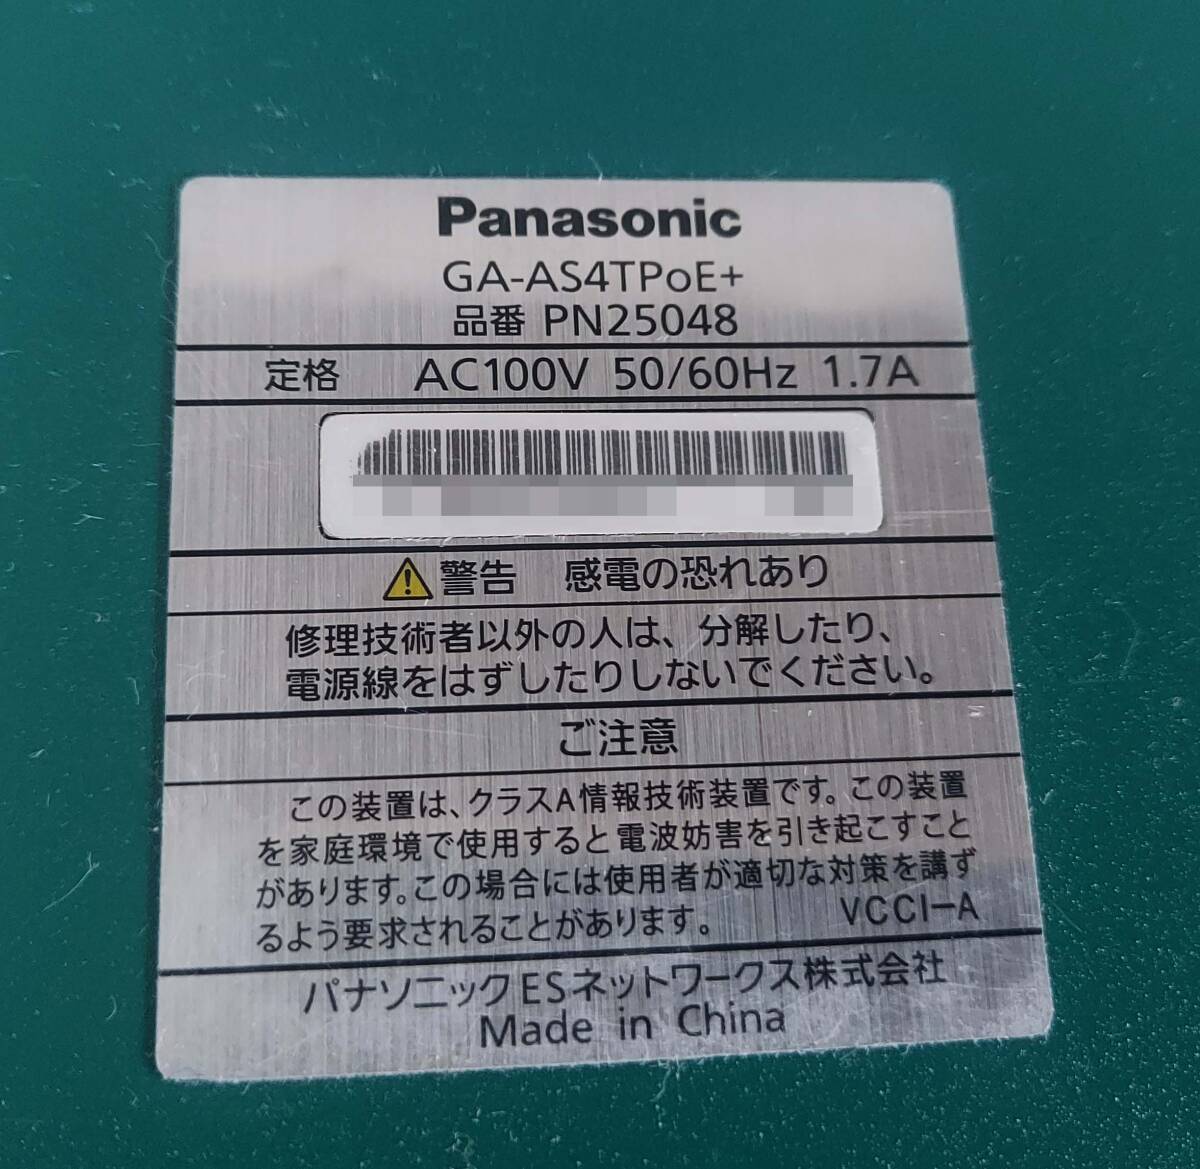 Panasonic
GA-AS4TPoE+
品番 PN25048
定格 AC100V 50/60Hz 1.7A
警告 感電の恐れあり
修理技術者以外の人は、分解したり、
電源線をはずしたりしないでください。
ご注意
この装置は、クラスA情報技術装置です。この装置
を家庭環境で使用すると電波妨害を引き起こすこと
があります。この場合には使用者が適切な対策を講ず
るよう要求されることがあります。 VCCI-A
パナソニックESネットワークス株式会社
Made in China